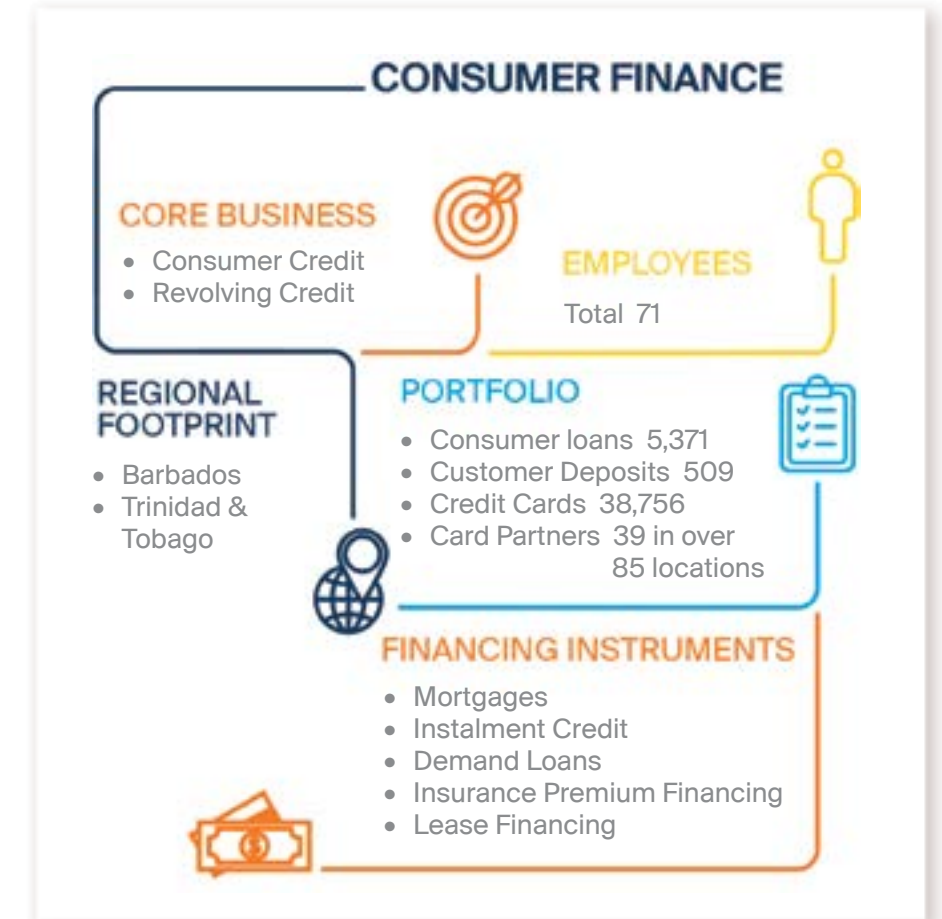 CONSUMER FINANCE
CORE BUSINESS
• Consumer Credit
• Revolving Credit
EMPLOYEES
Total 71
REGIONAL
FOOTPRINT
• Barbados
• Trinidad &
Tobago
PORTFOLIO
• Consumer loans 5,371
• Customer Deposits 509
• Credit Cards 38,756
• Card Partners 39 in over
85 locations
FINANCING INSTRUMENTS
• Mortgages
• Instalment Credit
• Demand Loans
• Insurance Premium Financing
• Lease Financing
$